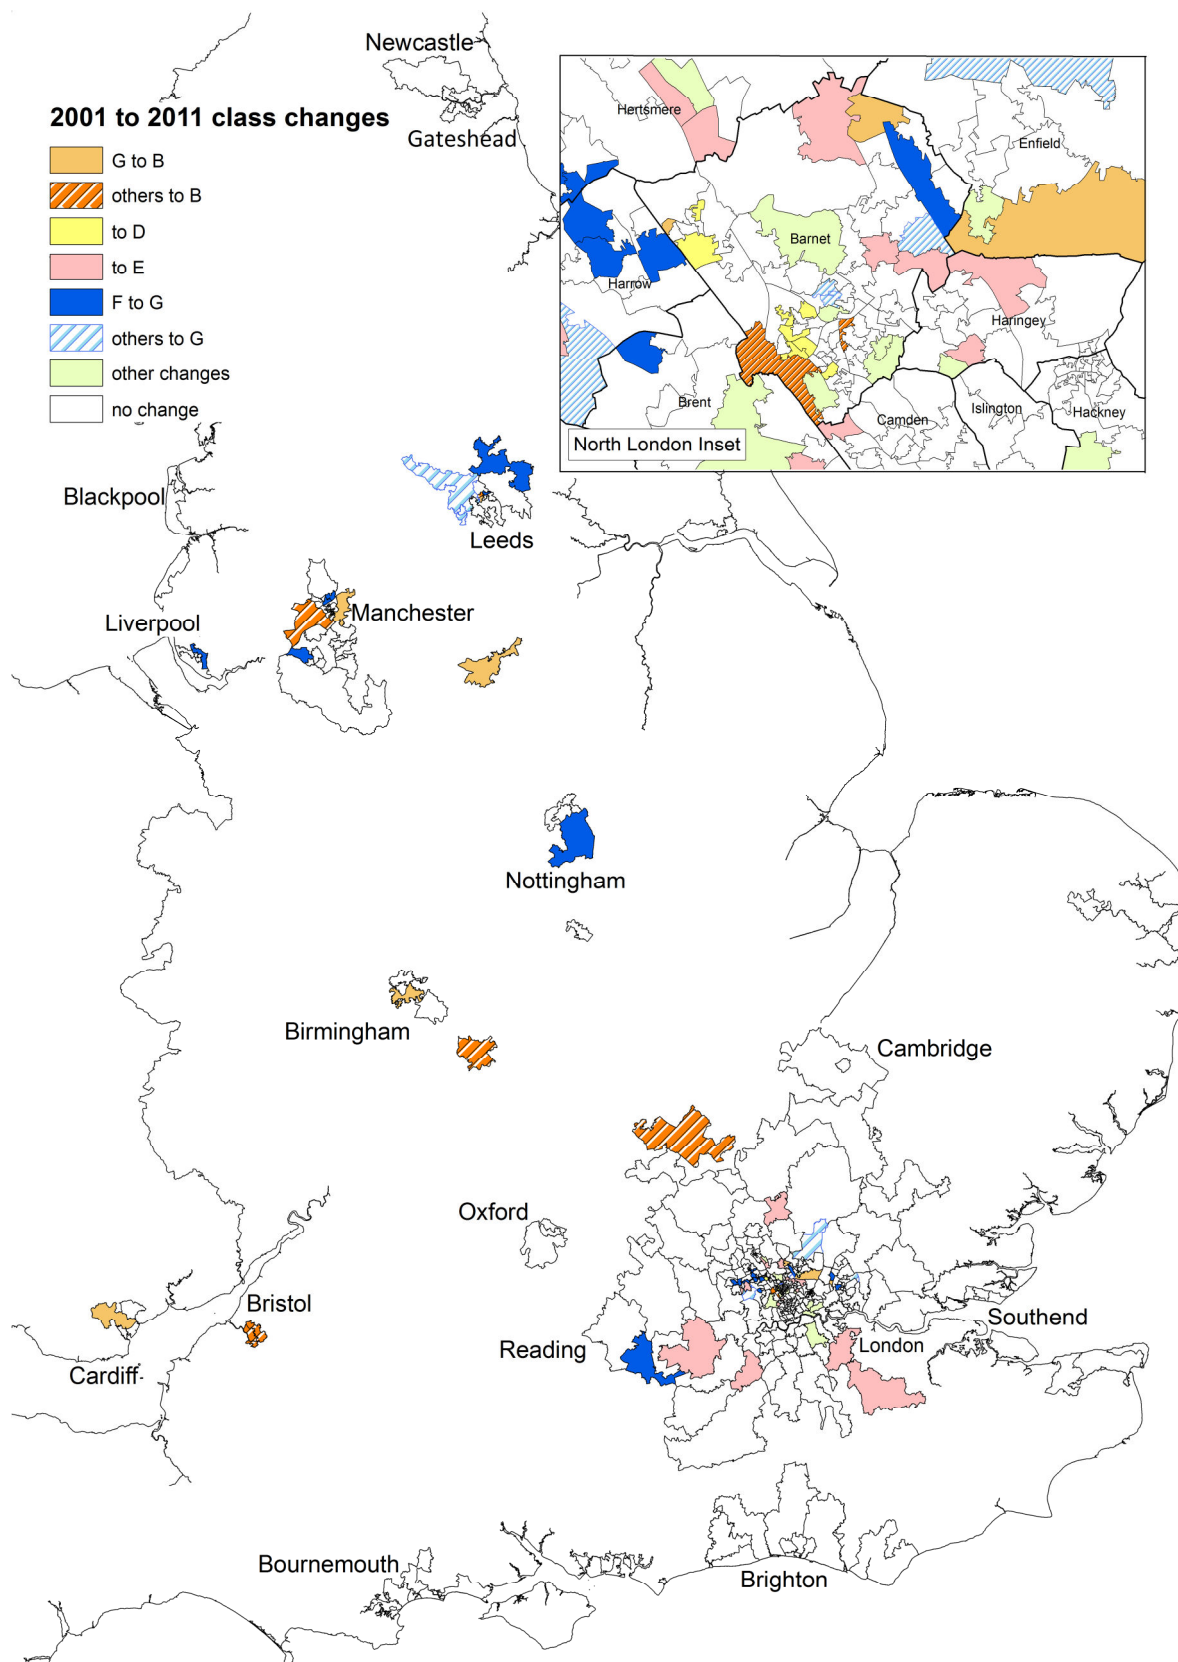 Newcastle
Gateshead
2001 to 2011 class changes
G to B
others to B
to D
to E
F to G
others to G
other changes
no change
Hertsmere
Enfield
Barnet
Harrow
Haringey
Brent
Camden
Islington
Hackney
North London Inset
Blackpool
Leeds
Liverpool
Manchester
Nottingham
Birmingham
Cambridge
Oxford
Bristol
Cardiff
Reading
London
Southend
Bournemouth
Brighton